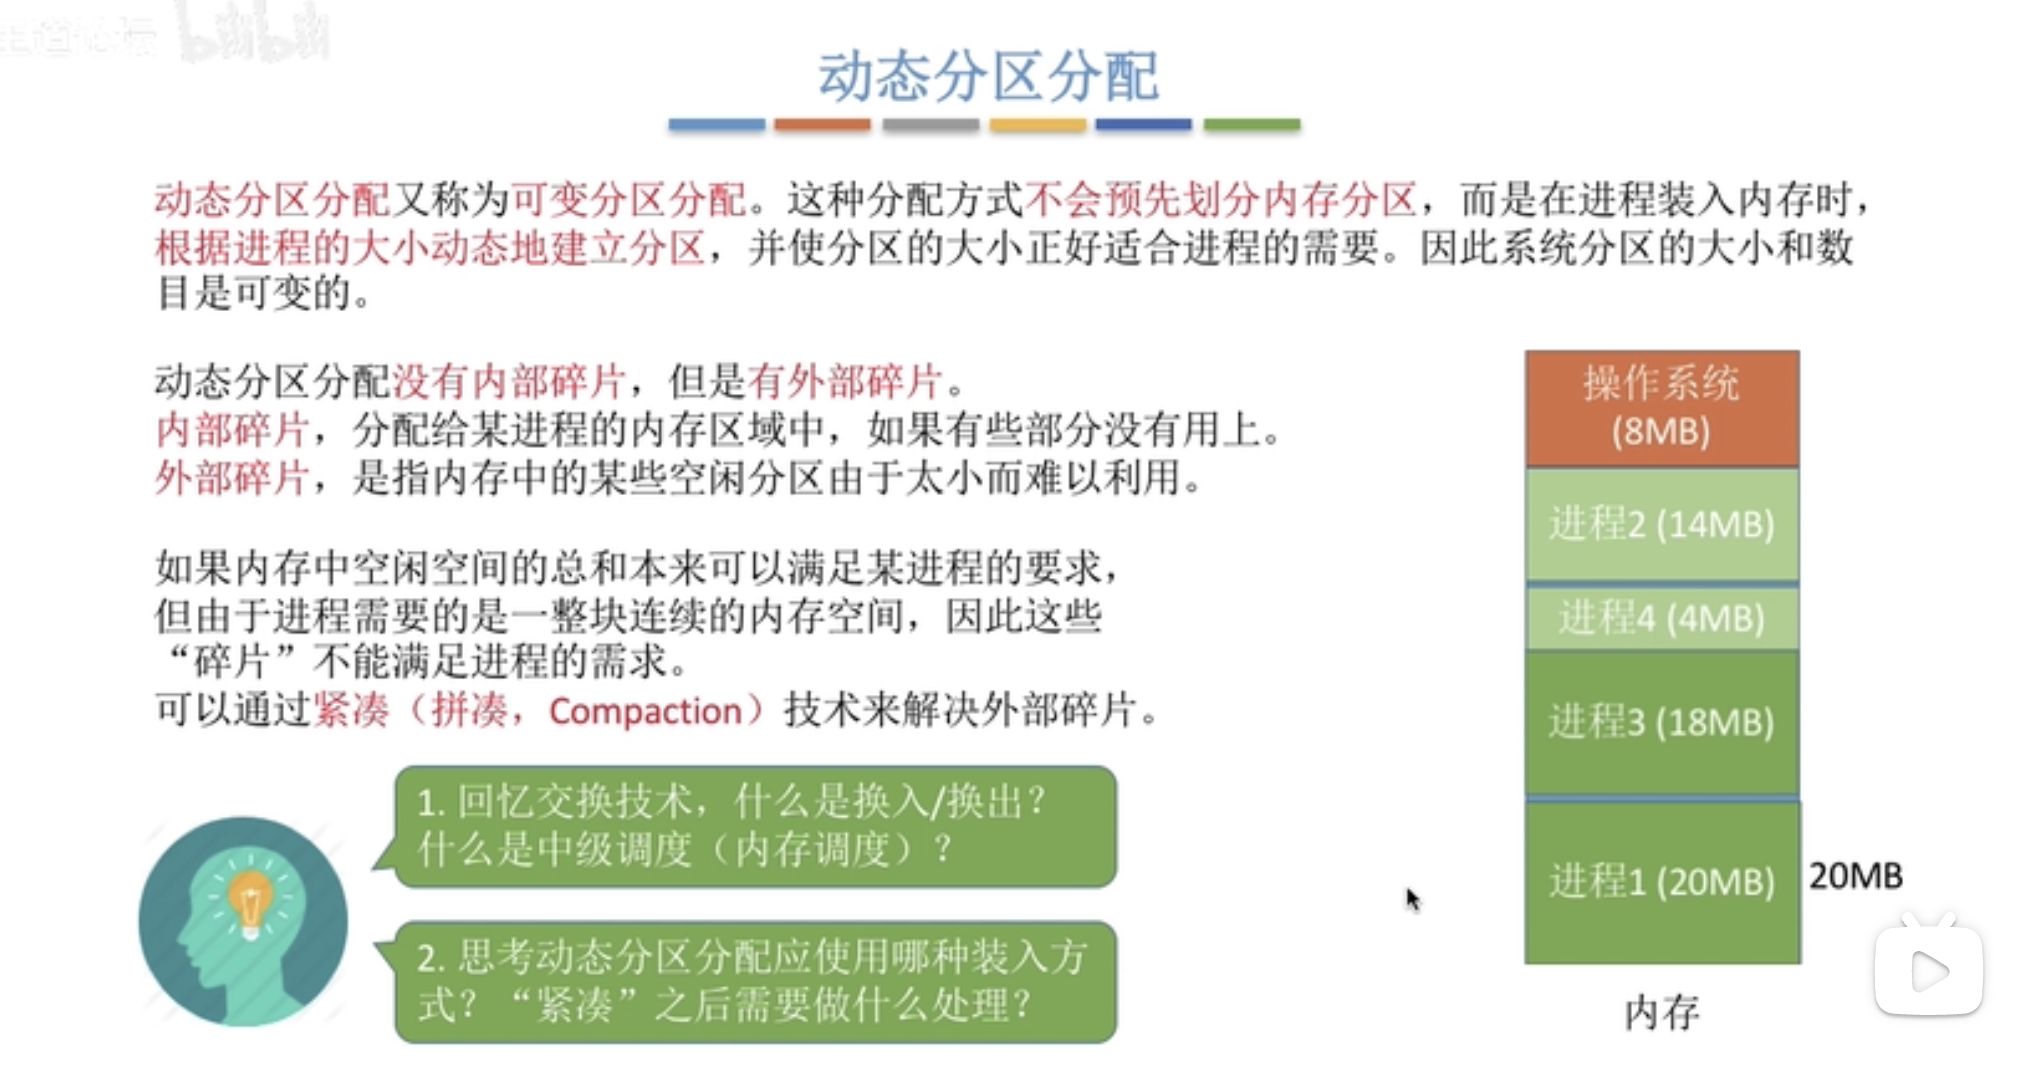 bilibili
动态分区分配
动态分区分配又称为可变分区分配。这种分配方式不会预先划分内存分区，而是在进程装入内存时，
根据进程的大小动态地建立分区，并使分区的大小正好适合进程的需要。因此系统分区的大小和数
目是可变的。
动态分区分配没有内部碎片，但是有外部碎片。
内部碎片，分配给某进程的内存区域中，如果有些部分没有用上。
外部碎片，是指内存中的某些空闲分区由于太小而难以利用。
如果内存中空闲空间的总和本来可以满足某进程的要求，
但由于进程需要的是一整块连续的内存空间，因此这些
“碎片”不能满足进程的需求。
可以通过紧凑（拼凑，Compaction）技术来解决外部碎片。
1. 回忆交换技术，什么是换入/换出？
什么是中级调度（内存调度）？
2. 思考动态分区分配应使用哪种装入方
式？“紧凑”之后需要做什么处理？
操作系统
(8MB)
进程2 (14MB)
进程4 (4MB)
进程3 (18MB)
进程1 (20MB)
20MB
内存